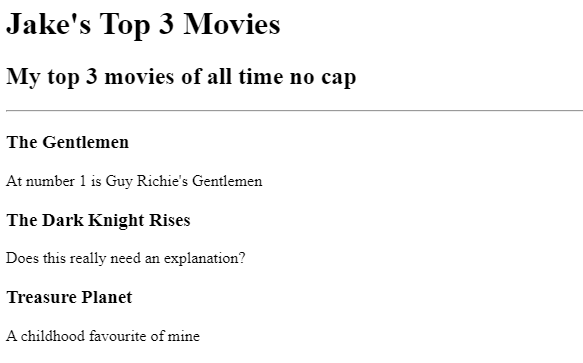 Jake's Top 3 Movies
My top 3 movies of all time no cap
The Gentlemen
At number 1 is Guy Richie's Gentlemen
The Dark Knight Rises
Does this really need an explanation?
Treasure Planet
A childhood favourite of mine